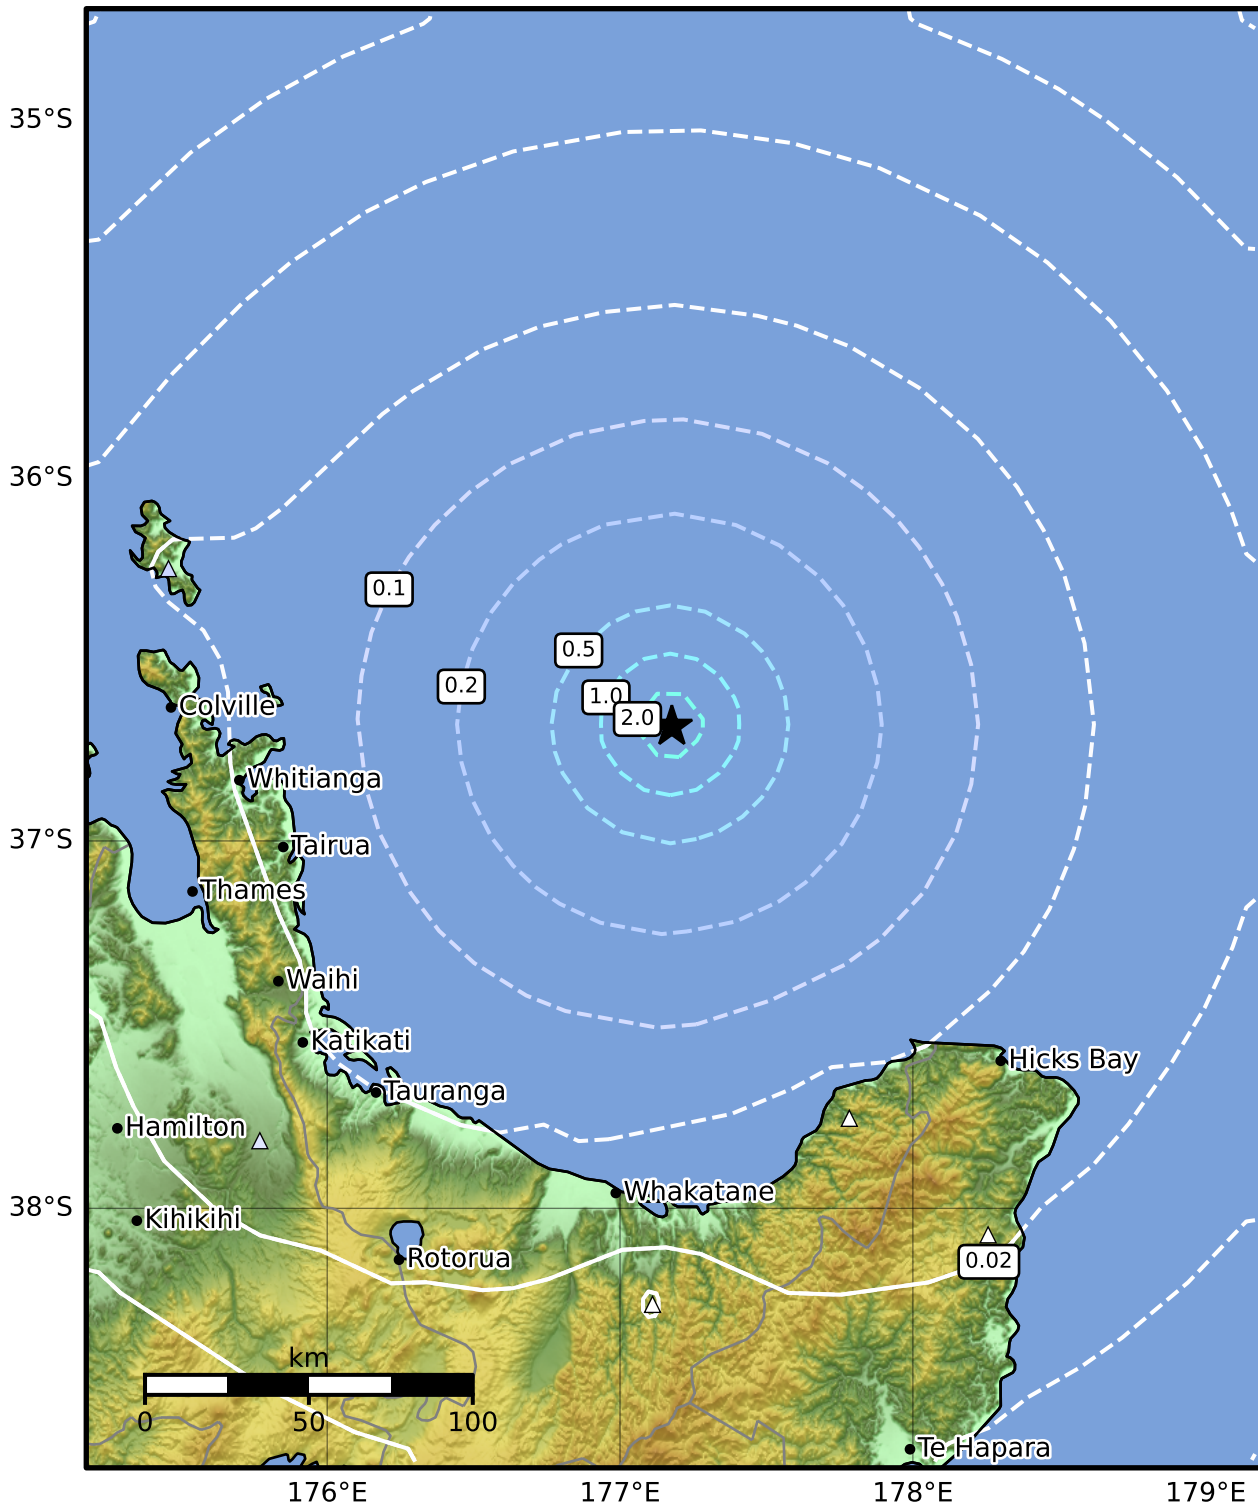 35°S
36°S
0.1
0.5
0.2
1.0
2.0
Colville
Whitianga
37°S
Tairua
Thames
Waihi
Katikati
Hicks Bay
Tauranga
Hamilton
Whakatane
38°S
Kihikihi
Rotorua
0.02
km
0 50 100
Te Hapara
176°E 177°E 178°E 179°E